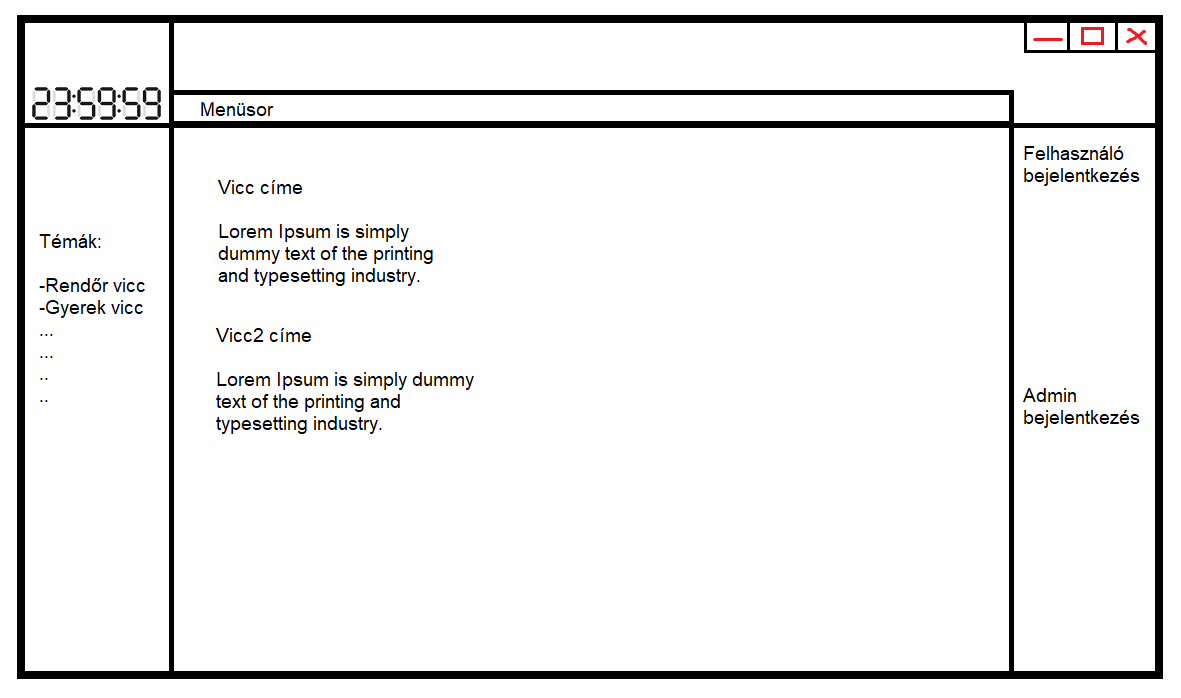 23:59:59
Menüsor
Témák:
-Rendőr vicc
-Gyerek vicc
...
...
..
..
Vicc címe
Lorem Ipsum is simply
dummy text of the printing
and typesetting industry.
Vicc2 címe
Lorem Ipsum is simply dummy
text of the printing and
typesetting industry.
Felhasználó
bejelentkezés
Admin
bejelentkezés